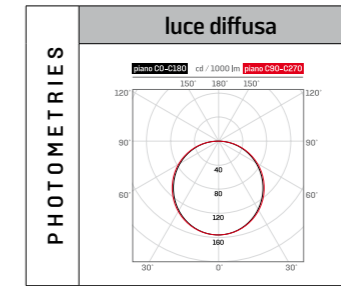 PHOTOMETRIES
luce diffusa
piano C0-C180 cd / 1000 lm piano C90-C270
150° 180° 150°
120° 120°
90° 90°
40
80
60° 60°
120
160
30° 0° 30°